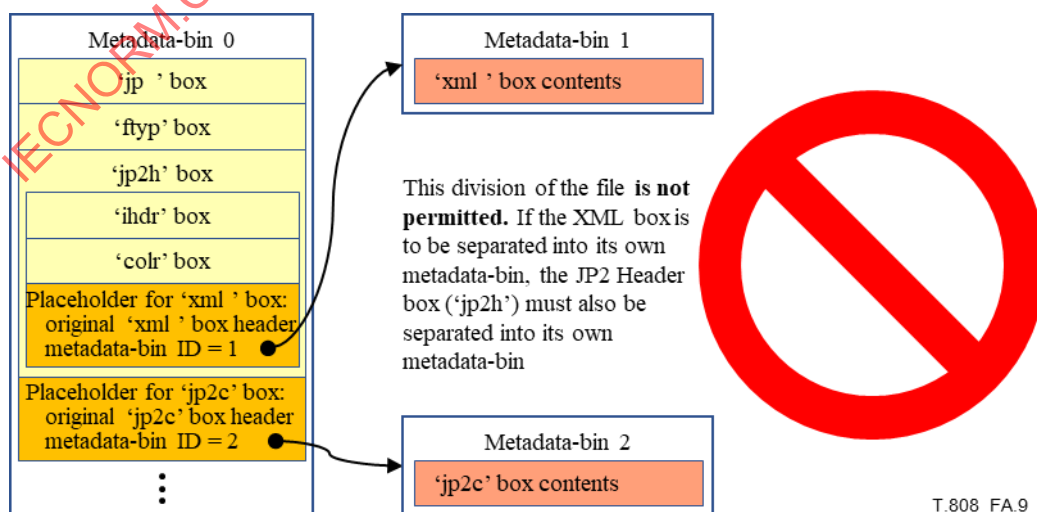 IECNORM.C
Metadata-bin 0
‘jp ’ box
‘ftyp’ box
‘jp2h’ box
‘ihdr’ box
‘colr’ box
Placeholder for ‘xml ’ box:
original ‘xml ’ box header
metadata-bin ID = 1
Placeholder for ‘jp2c’ box:
original ‘jp2c’ box header
metadata-bin ID = 2
Metadata-bin 1
‘xml ’ box contents
This division of the file is not
permitted. If the XML box is
to be separated into its own
metadata-bin, the JP2 Header
box (‘jp2h’) must also be
separated into its own
metadata-bin
Metadata-bin 2
‘jp2c’ box contents
T.808_FA.9